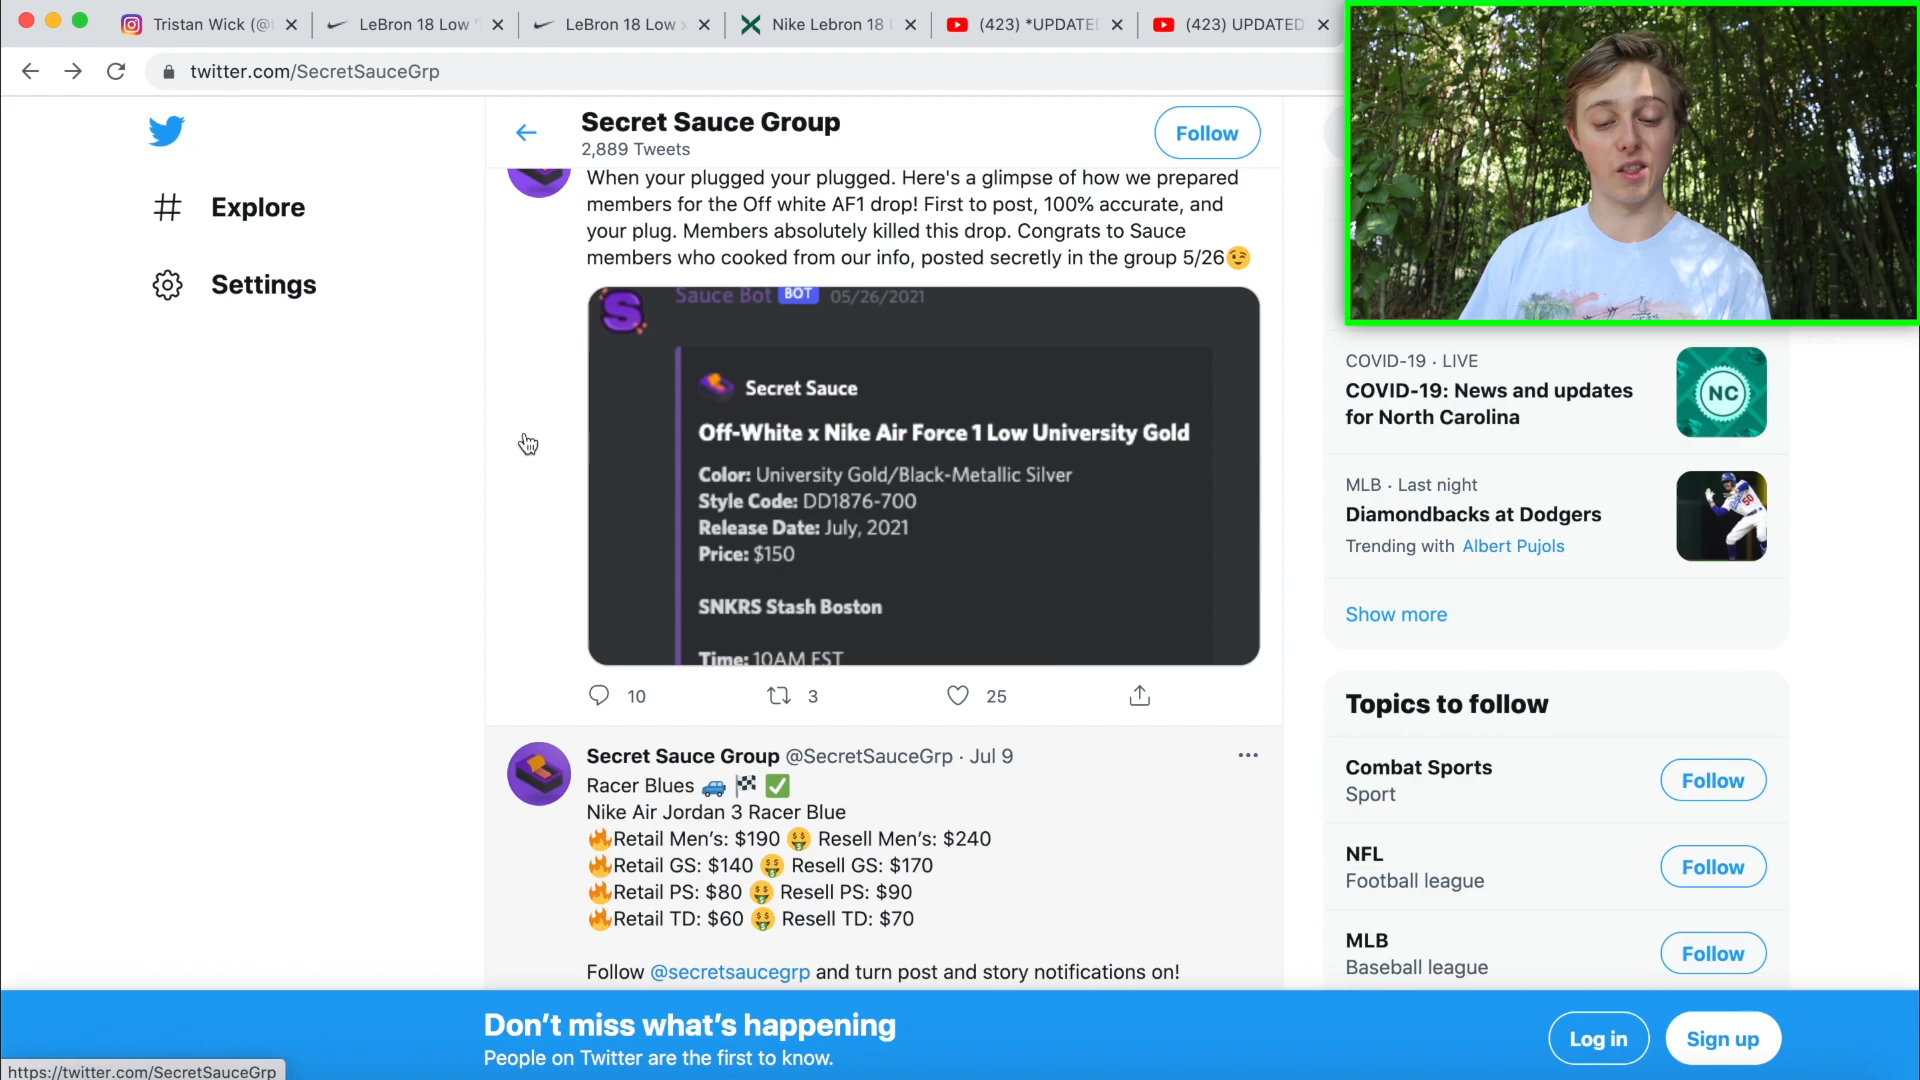 Tristan Wick (@
LeBron 18 Low
LeBron 18 Low
Nike Lebron 18
(423) *UPDATE
(423) UPDATED
twitter.com/SecretSauceGrp
Secret Sauce Group
2,889 Tweets
Follow
Explore
Settings
When your plugged your plugged. Here's a glimpse of how we prepared
members for the Off white AF1 drop! First to post, 100% accurate, and
your plug. Members absolutely killed this drop. Congrats to Sauce
members who cooked from our info, posted secretly in the group 5/26😉
Sauce Bot BOT 05/26/2021
Secret Sauce
Off-White x Nike Air Force 1 Low University Gold
Color: University Gold/Black-Metallic Silver
Style Code: DD1876-700
Release Date: July, 2021
Price: $150
SNKRS Stash Boston
Time: 10AM EST
10
3
25
Secret Sauce Group @SecretSauceGrp · Jul 9
Racer Blues 🚙 🏁 ✅
Nike Air Jordan 3 Racer Blue
🔥Retail Men's: $190 🤑 Resell Men's: $240
🔥Retail GS: $140 🤑 Resell GS: $170
🔥Retail PS: $80 🤑 Resell PS: $90
🔥Retail TD: $60 🤑 Resell TD: $70
Follow @secretsaucegrp and turn post and story notifications on!
COVID-19 · LIVE
COVID-19: News and updates
for North Carolina
NC
MLB · Last night
Diamondbacks at Dodgers
Trending with Albert Pujols
50
Show more
Topics to follow
Combat Sports
Sport
Follow
NFL
Football league
Follow
MLB
Baseball league
Follow
Don't miss what's happening
People on Twitter are the first to know.
Log in
Sign up
https://twitter.com/SecretSauceGrp